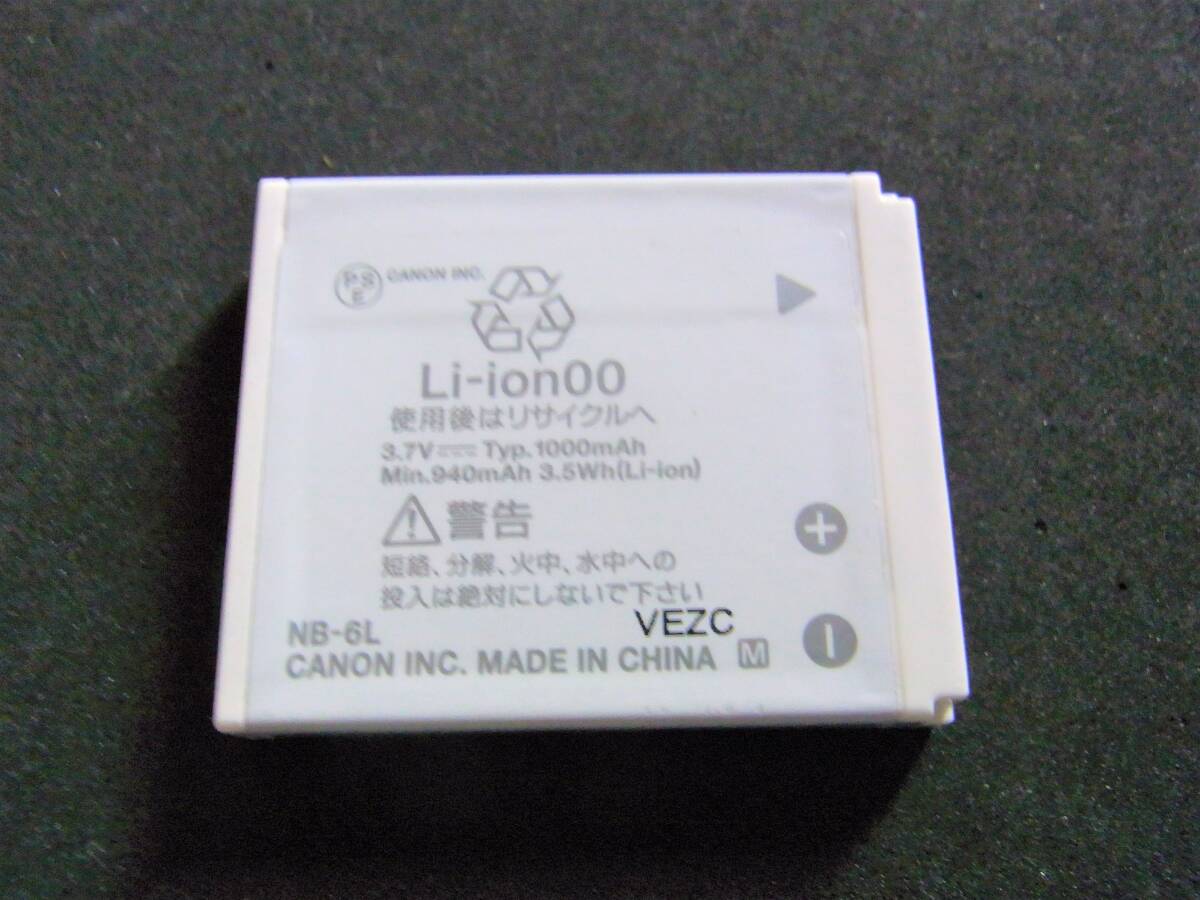 PSE CANON INC.
Li-ion00
使用後はリサイクルへ
3.7V⎓Typ.1000mAh
Min.940mAh 3.5Wh(Li-ion)
警告
短絡、分解、火中、水中への
投入は絶対にしないで下さい
VEZC
NB-6L
CANON INC. MADE IN CHINA M